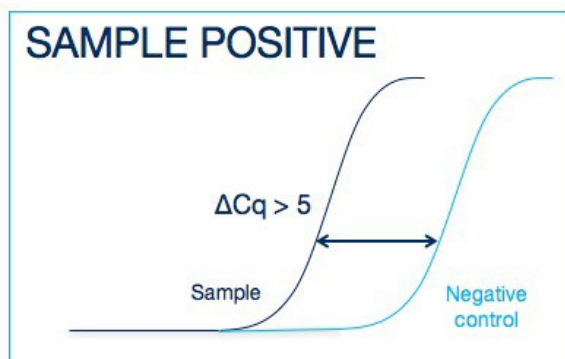 SAMPLE POSITIVE
ΔCq > 5
Sample
Negative
control